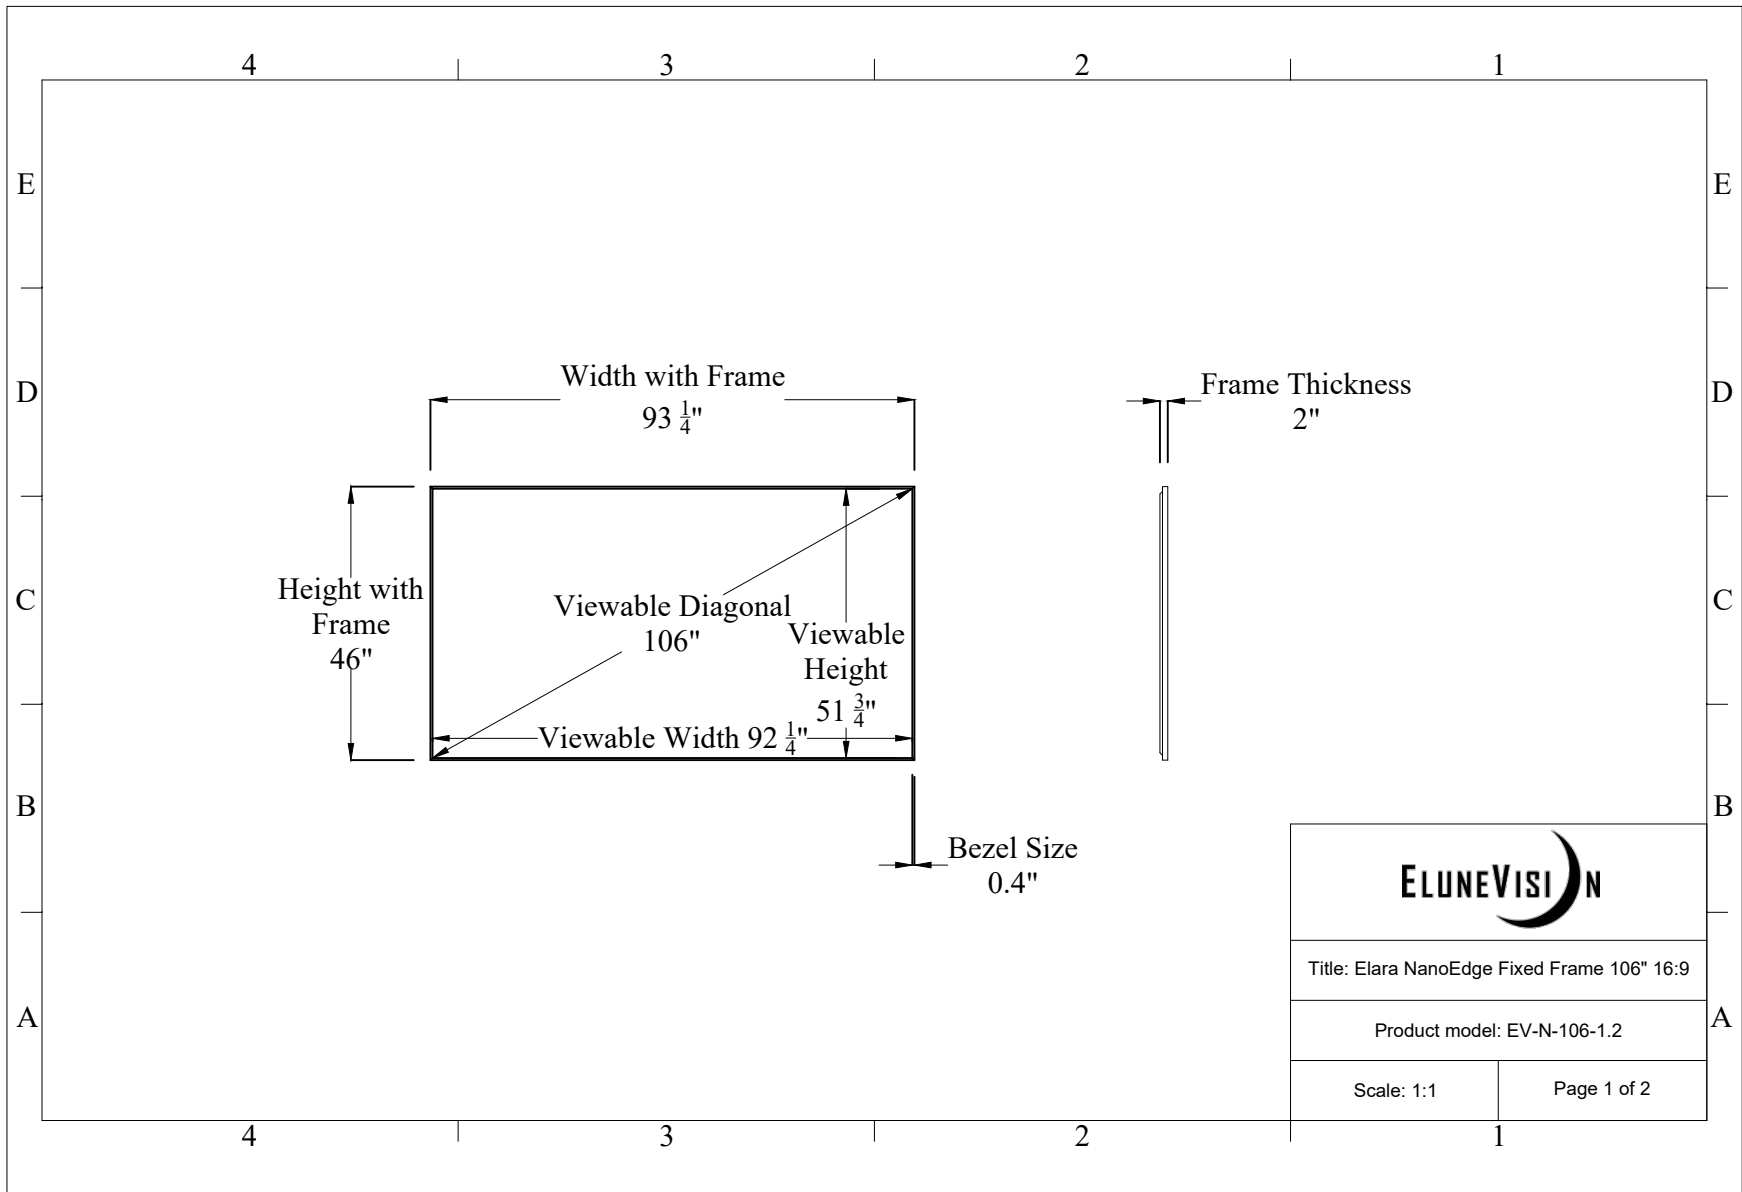 4 3 2 1
E E
D D
C C
B B
A A
Width with Frame
93 1/4"
Frame Thickness
2"
Height with
Frame
46"
Viewable Diagonal
106"
Viewable
Height
51 3/4"
Viewable Width 92 1/4"
Bezel Size
0.4"
ELUNEVISION
Title: Elara NanoEdge Fixed Frame 106" 16:9
Product model: EV-N-106-1.2
Scale: 1:1
Page 1 of 2
4 3 2 1